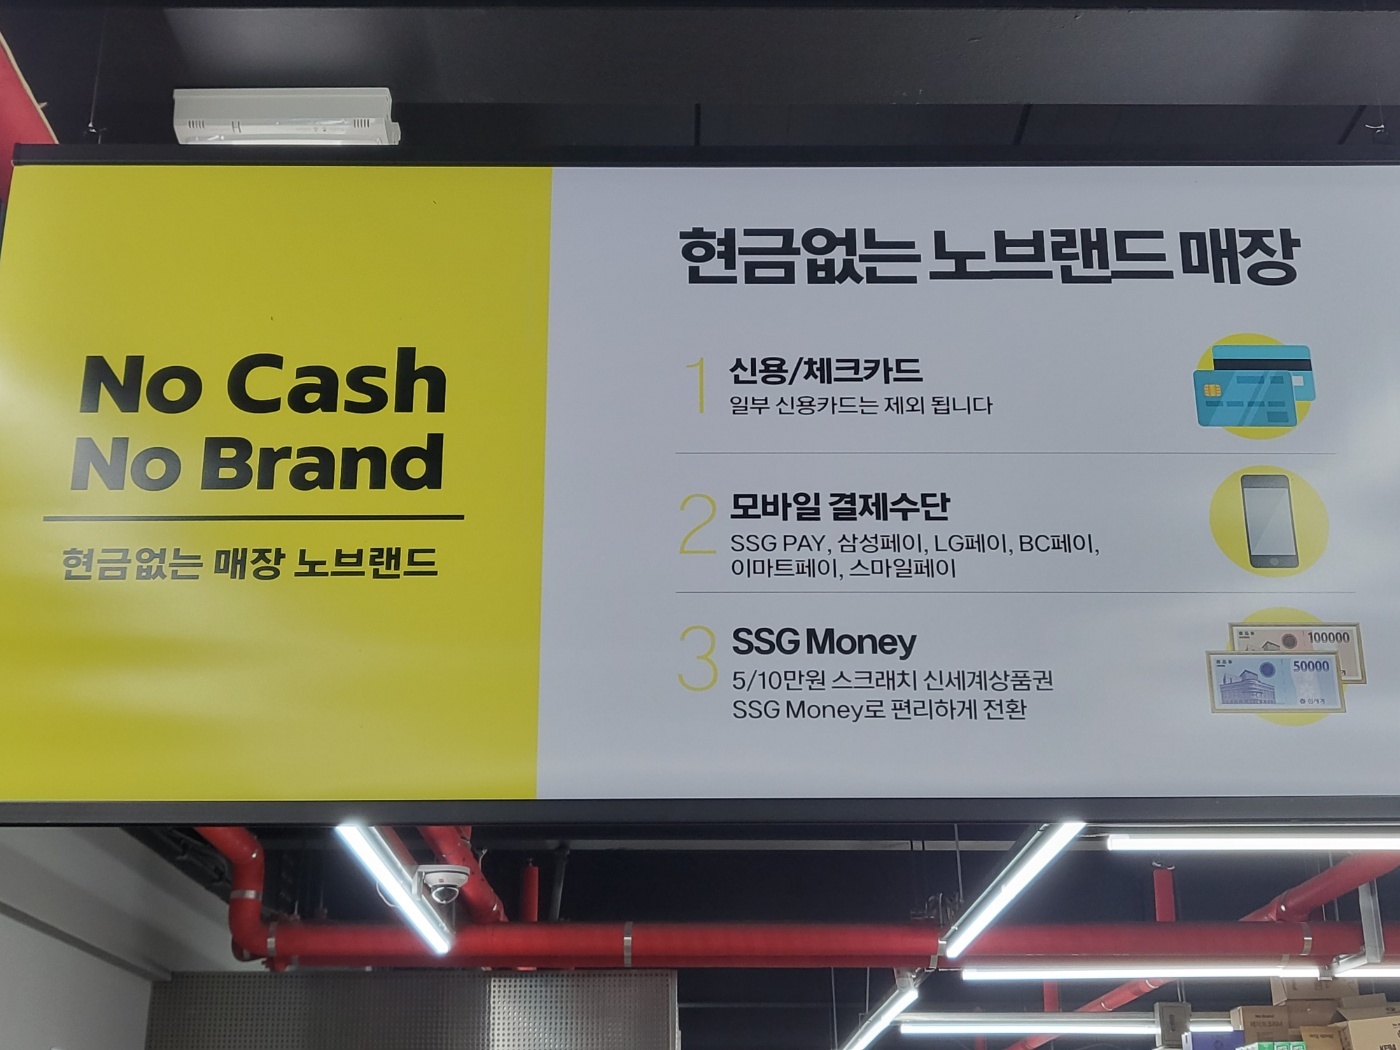 No Cash
No Brand
현금없는 매장 노브랜드
현금없는 노브랜드 매장
1 신용/체크카드
일부 신용카드는 제외 됩니다
2 모바일 결제수단
SSG PAY, 삼성페이, LG페이, BC페이,
이마트페이, 스마일페이
3 SSG Money
5/10만원 스크래치 신세계상품권
SSG Money로 편리하게 전환
100000
50000